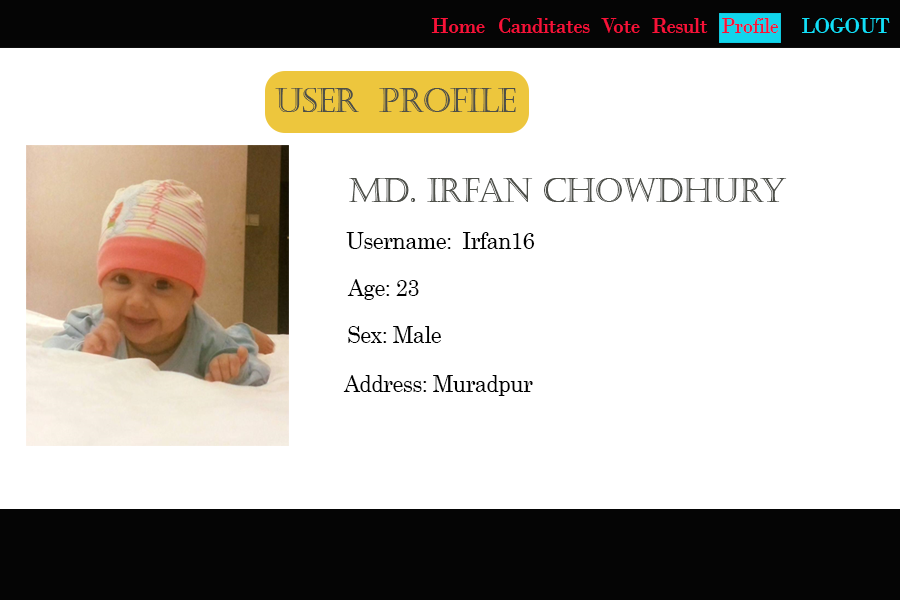 Home Canditates Vote Result Profile LOGOUT
USER PROFILE
MD. IRFAN CHOWDHURY
Username: Irfan16
Age: 23
Sex: Male
Address: Muradpur